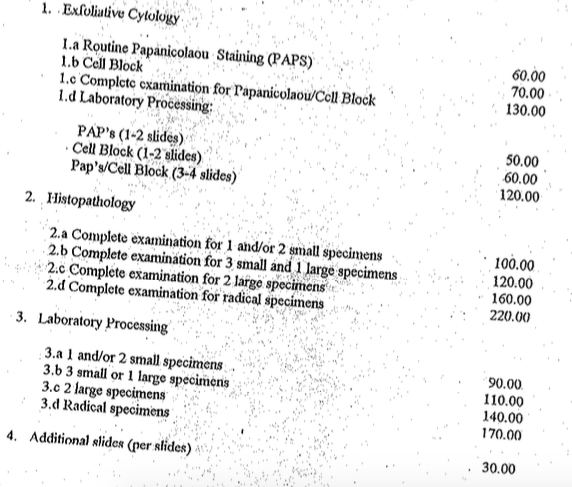 1. Exfoliative Cytology
1.a Routine Papanicolaou Staining (PAPS) 60.00
1.b Cell Block 70.00
1.c Complete examination for Papanicolaou/Cell Block 130.00
1.d Laboratory Processing:
PAP's (1-2 slides) 50.00
Cell Block (1-2 slides) 60.00
Pap's/Cell Block (3-4 slides) 120.00
2. Histopathology
2.a Complete examination for 1 and/or 2 small specimens 100.00
2.b Complete examination for 3 small and 1 large specimens 120.00
2.c Complete examination for 2 large specimens 160.00
2.d Complete examination for radical specimens 220.00
3. Laboratory Processing
3.a 1 and/or 2 small specimens 90.00
3.b 3 small or 1 large specimens 110.00
3.c 2 large specimens 140.00
3.d Radical specimens 170.00
4. Additional slides (per slides) 30.00